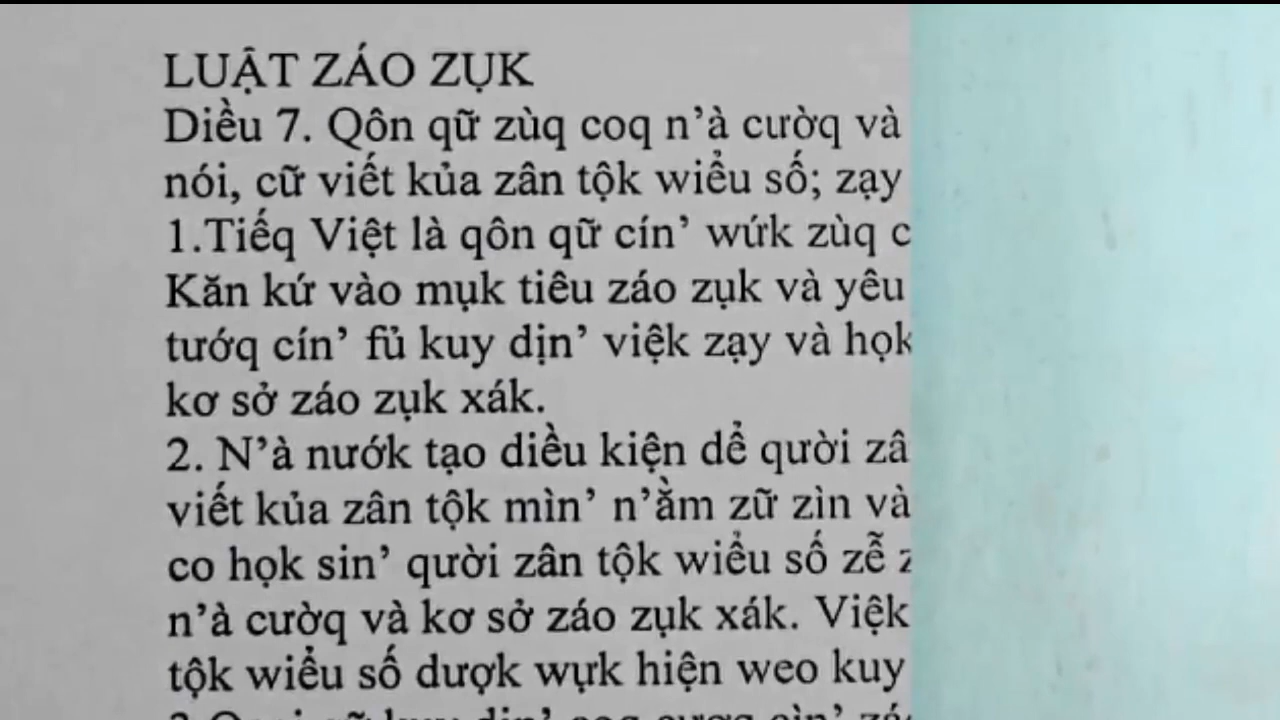 LUẬT ZÁO ZỤK
Diều 7. Qôn qữ zùq coq n’à cườq và
nói, cữ viết kủa zân tộk wiểu số; zạy
1.Tiếq Việt là qôn qữ cín’ wứk zùq c
Kăn kứ vào mụk tiêu záo zụk và yêu
tướq cín’ fủ kuy dịn’ việk zạy và họk
kơ sở záo zụk xák.
2. N’à nướk tạo diều kiện dể qười zâ
viết kủa zân tộk mìn’ n’ằm zữ zìn và
co họk sin’ qười zân tộk wiểu số zễ z
n’à cườq và kơ sở záo zụk xák. Việk
tộk wiểu số dượk wựk hiện weo kuy